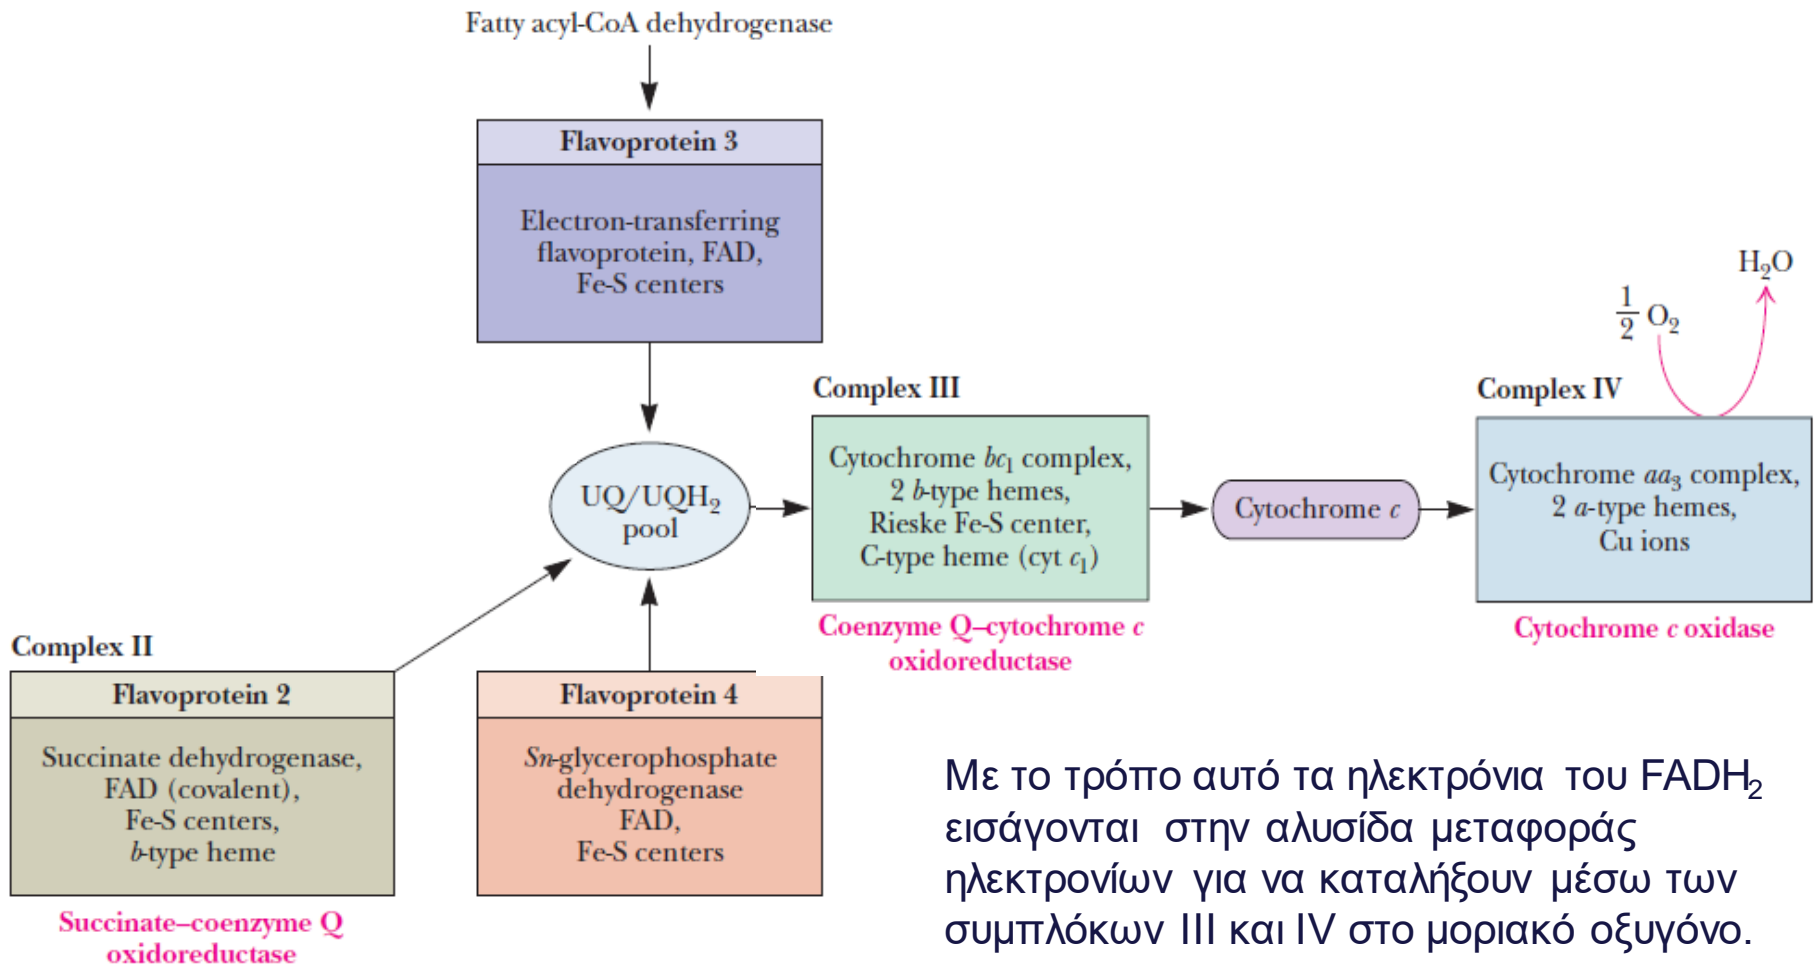 Fatty acyl-CoA dehydrogenase
Flavoprotein 3
Electron-transferring
flavoprotein, FAD,
Fe-S centers
UQ/UQH₂
pool
Complex III
Cytochrome bc₁ complex,
2 b-type hemes,
Rieske Fe-S center,
C-type heme (cyt c₁)
Coenzyme Q–cytochrome c
oxidoreductase
Cytochrome c
½ O₂
H₂O
Complex IV
Cytochrome aa₃ complex,
2 a-type hemes,
Cu ions
Cytochrome c oxidase
Complex II
Flavoprotein 2
Succinate dehydrogenase,
FAD (covalent),
Fe-S centers,
b-type heme
Succinate–coenzyme Q
oxidoreductase
Flavoprotein 4
Sn-glycerophosphate
dehydrogenase
FAD,
Fe-S centers
Με το τρόπο αυτό τα ηλεκτρόνια του FADH₂
εισάγονται στην αλυσίδα μεταφοράς
ηλεκτρονίων για να καταλήξουν μέσω των
συμπλόκων III και IV στο μοριακό οξυγόνο.